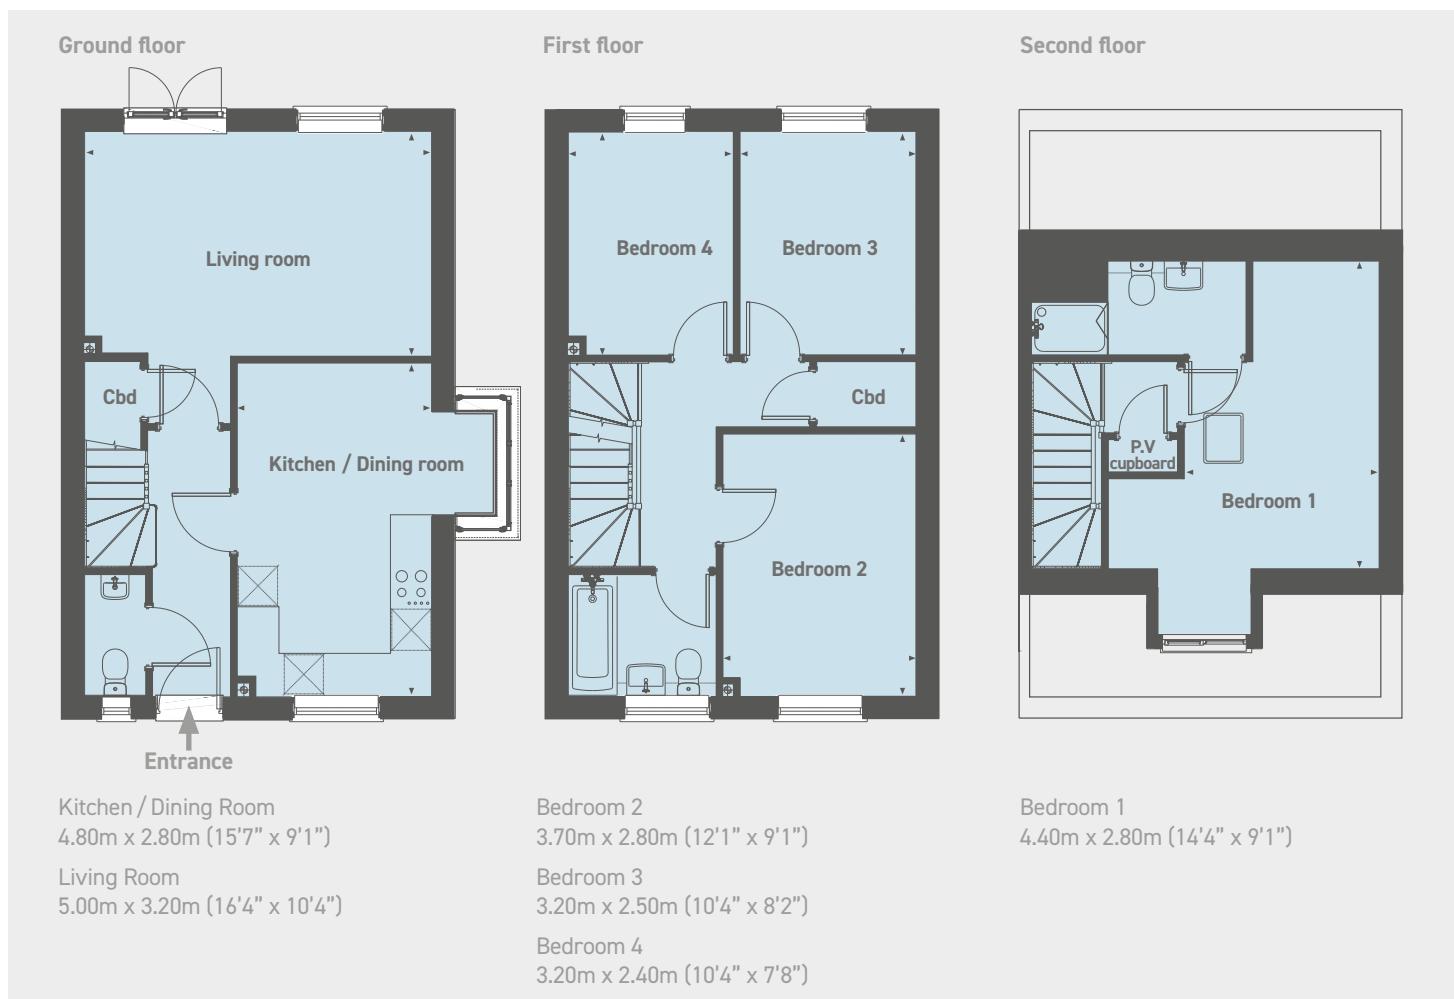 Ground floor
Living room
Cbd
Kitchen / Dining room
Entrance
Kitchen / Dining Room
4.80m x 2.80m (15’7” x 9’1”)
Living Room
5.00m x 3.20m (16’4” x 10’4”)
First floor
Bedroom 4
Bedroom 3
Cbd
Bedroom 2
Bedroom 2
3.70m x 2.80m (12’1” x 9’1”)
Bedroom 3
3.20m x 2.50m (10’4” x 8’2”)
Bedroom 4
3.20m x 2.40m (10’4” x 7’8”)
Second floor
P.V
cupboard
Bedroom 1
Bedroom 1
4.40m x 2.80m (14’4” x 9’1”)